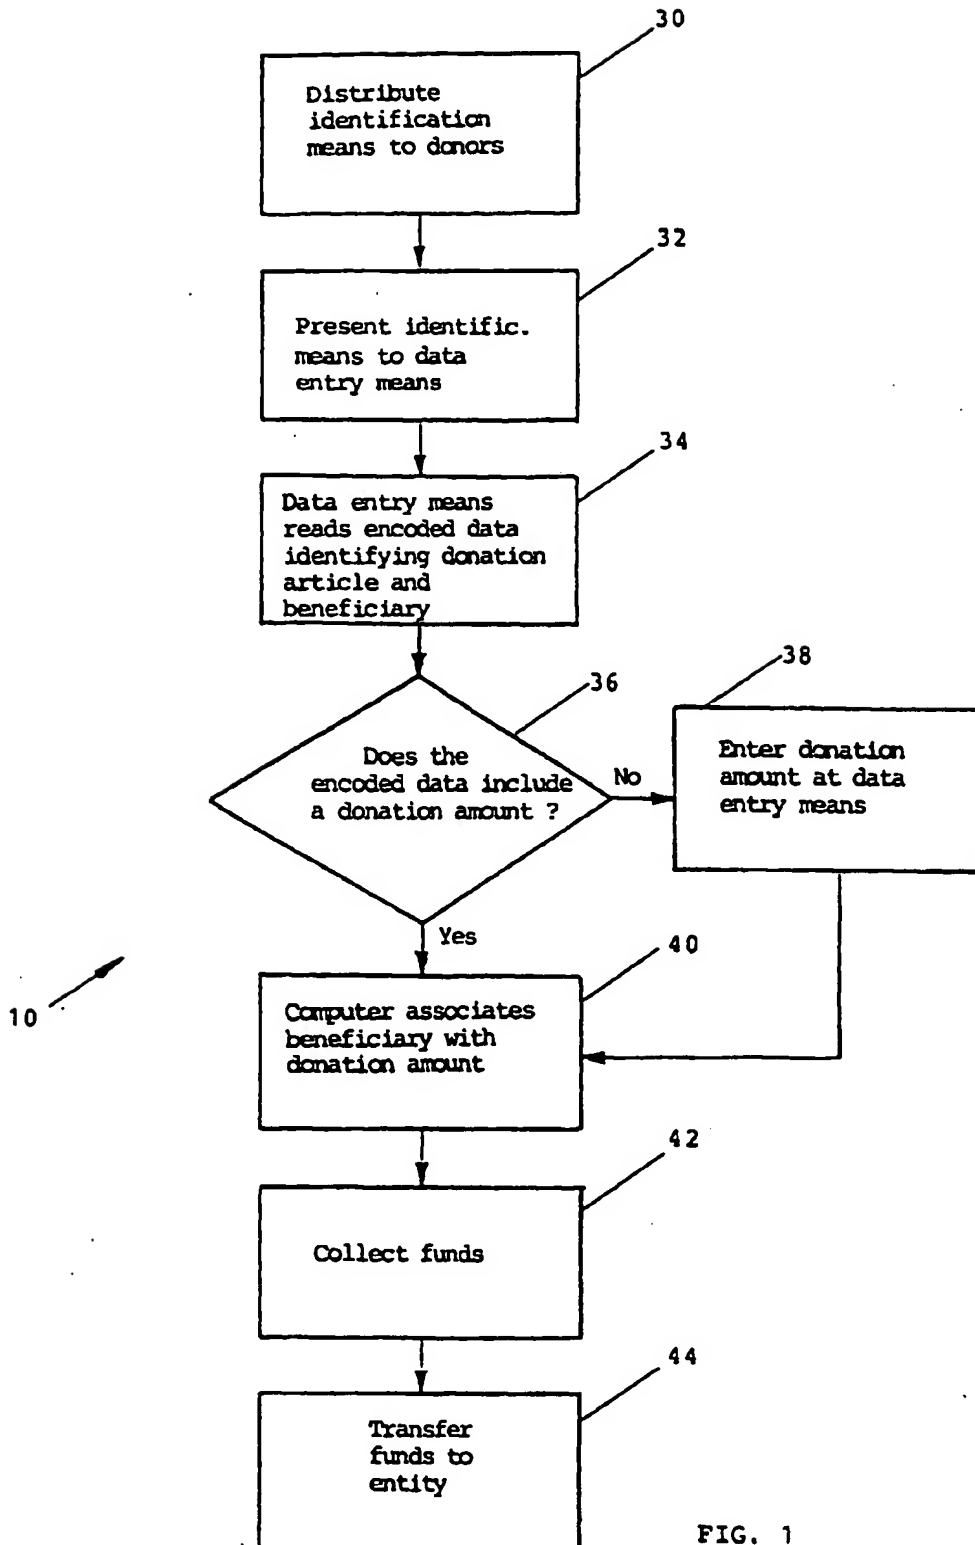 30
Distribute
identification
means to donors
32
Present identific.
means to data
entry means
34
Data entry means
reads encoded data
identifying donation
article and
beneficiary
36
Does the
encoded data include
a donation amount ?
No
38
Enter donation
amount at data
entry means
Yes
40
Computer associates
beneficiary with
donation amount
10
42
Collect funds
44
Transfer
funds to
entity
FIG. 1